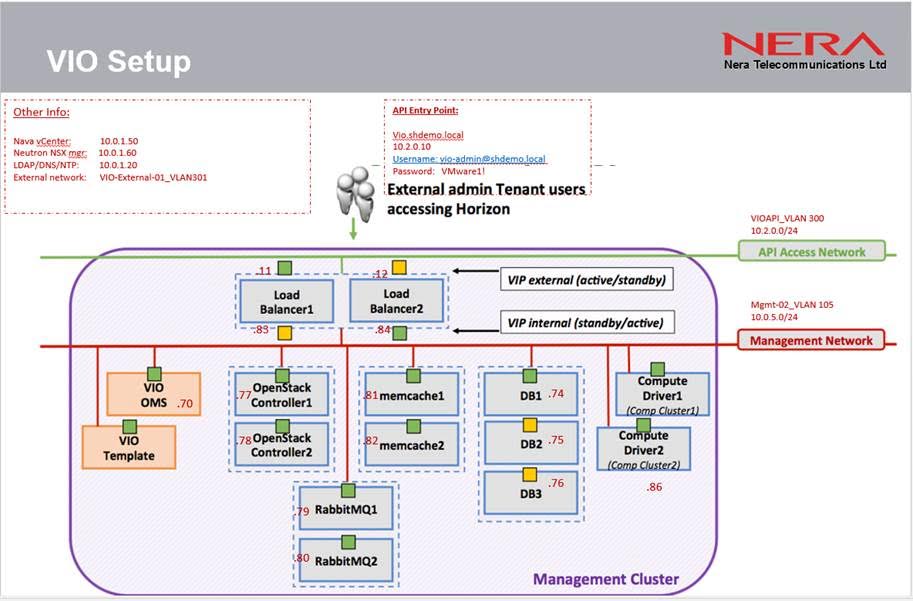 VIO Setup
NERA
Nera Telecommunications Ltd
Other Info:
Nava vCenter: 10.0.1.50
Neutron NSX mgr: 10.0.1.60
LDAP/DNS/NTP: 10.0.1.20
External network: VIO-External-01_VLAN301
API Entry Point:
Vio.shdemo.local
10.2.0.10
Username: vio-admin@shdemo.local
Password: VMware1!
External admin Tenant users
accessing Horizon
VIOAPI_VLAN 300
10.2.0.0/24
API Access Network
.11
.12
VIP external (active/standby)
Load
Balancer1
Load
Balancer2
Mgmt-02_VLAN 105
10.0.5.0/24
VIP internal (standby/active)
.83
.84
Management Network
VIO
OMS
.70
VIO
Template
.77
OpenStack
Controller1
.78
OpenStack
Controller2
.81
memcache1
.82
memcache2
DB1
.74
DB2
.75
DB3
.76
Compute
Driver1
(Comp Cluster1)
Compute
Driver2
(Comp Cluster2)
.86
.79
RabbitMQ1
.80
RabbitMQ2
Management Cluster